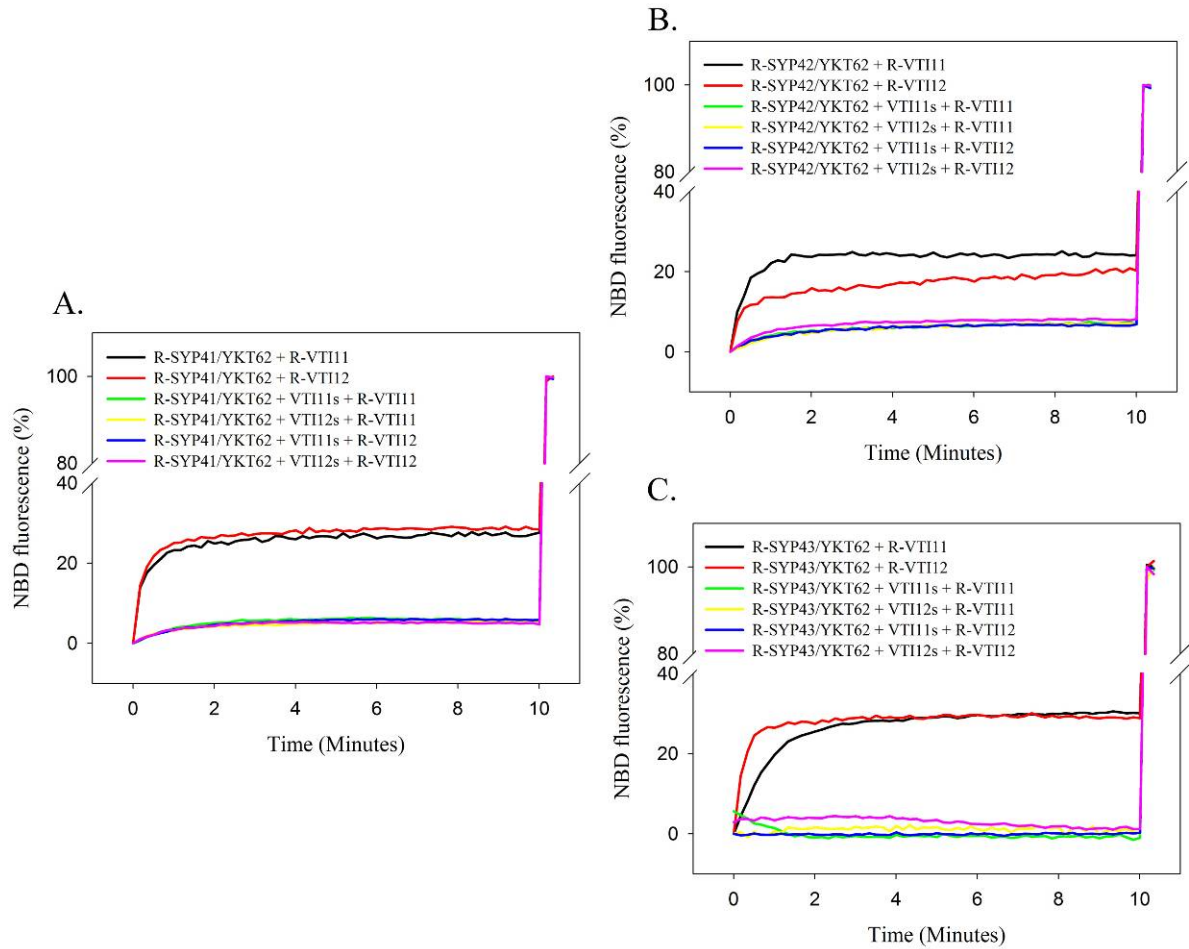 A.
R-SYP41/YKT62 + R-VTI11
R-SYP41/YKT62 + R-VTI12
R-SYP41/YKT62 + VTI11s + R-VTI11
R-SYP41/YKT62 + VTI12s + R-VTI11
R-SYP41/YKT62 + VTI11s + R-VTI12
R-SYP41/YKT62 + VTI12s + R-VTI12
NBD fluorescence (%)
100
80
40
20
0
0 2 4 6 8 10
Time (Minutes)
B.
R-SYP42/YKT62 + R-VTI11
R-SYP42/YKT62 + R-VTI12
R-SYP42/YKT62 + VTI11s + R-VTI11
R-SYP42/YKT62 + VTI12s + R-VTI11
R-SYP42/YKT62 + VTI11s + R-VTI12
R-SYP42/YKT62 + VTI12s + R-VTI12
NBD fluorescence (%)
100
80
40
20
0
0 2 4 6 8 10
Time (Minutes)
C.
R-SYP43/YKT62 + R-VTI11
R-SYP43/YKT62 + R-VTI12
R-SYP43/YKT62 + VTI11s + R-VTI11
R-SYP43/YKT62 + VTI12s + R-VTI11
R-SYP43/YKT62 + VTI11s + R-VTI12
R-SYP43/YKT62 + VTI12s + R-VTI12
NBD fluorescence (%)
100
80
40
20
0
0 2 4 6 8 10
Time (Minutes)